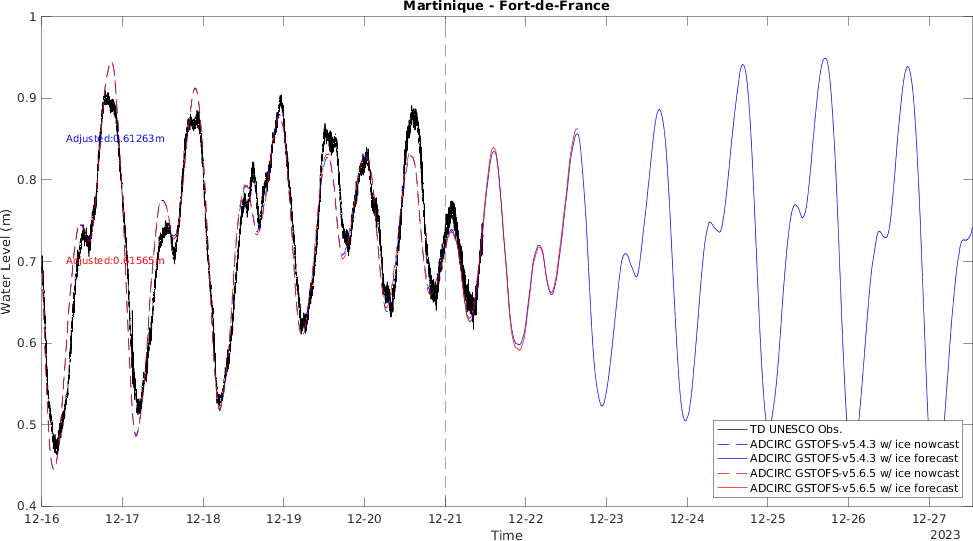 Martinique - Fort-de-France
1
0.9
0.8
0.7
0.6
0.5
0.4
Water Level (m)
Adjusted:0.61263m
Adjusted:0.61565m
TD UNESCO Obs.
ADCIRC GSTOFS-v5.4.3 w/ ice nowcast
ADCIRC GSTOFS-v5.4.3 w/ ice forecast
ADCIRC GSTOFS-v5.6.5 w/ ice nowcast
ADCIRC GSTOFS-v5.6.5 w/ ice forecast
12-16 12-17 12-18 12-19 12-20 12-21 12-22 12-23 12-24 12-25 12-26 12-27
2023
Time